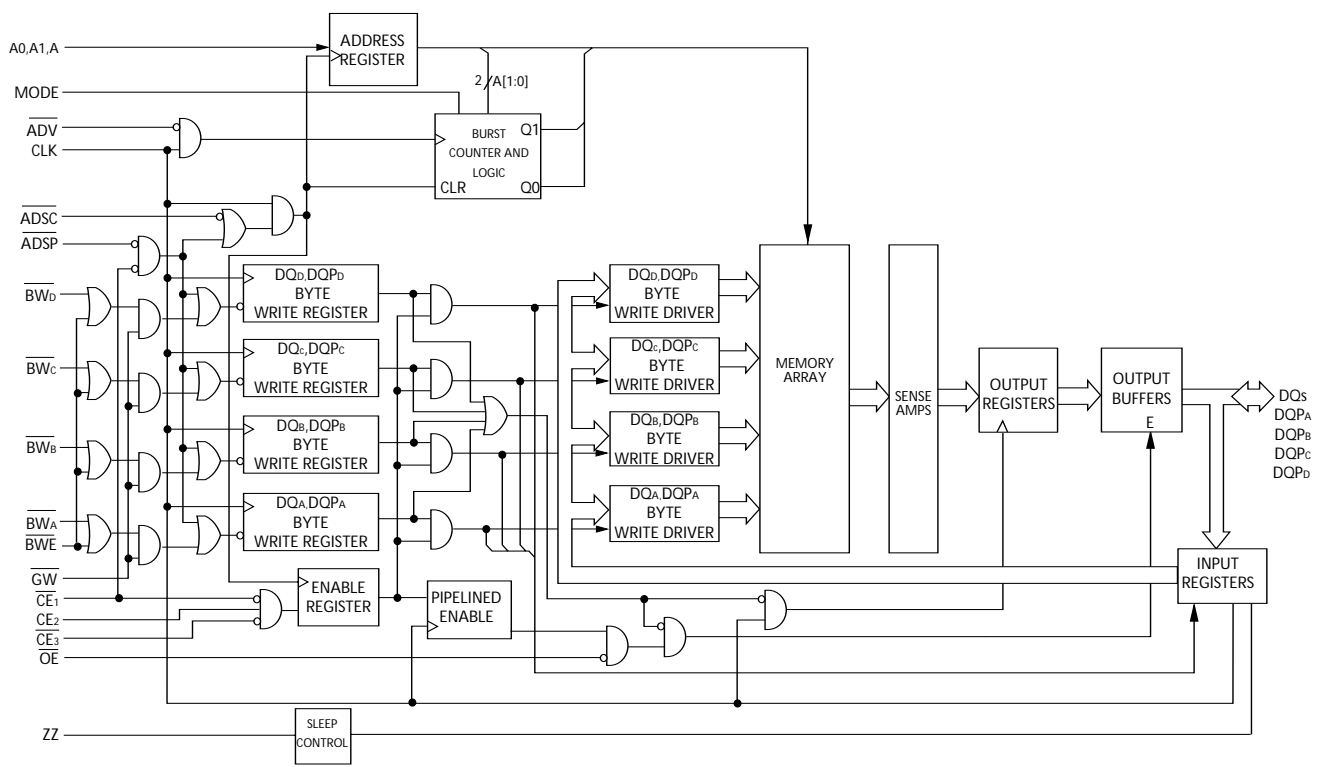 A0,A1,A
ADDRESS
REGISTER
2
A[1:0]
MODE
ADV
CLK
BURST
COUNTER AND
LOGIC
Q1
CLR
Q0
ADSC
ADSP
BWD
BWC
BWB
BWA
BWE
GW
CE1
CE2
CE3
OE
ZZ
DQD,DQPD
BYTE
WRITE REGISTER
DQc,DQPC
BYTE
WRITE REGISTER
DQB,DQPB
BYTE
WRITE REGISTER
DQA,DQPA
BYTE
WRITE REGISTER
ENABLE
REGISTER
PIPELINED
ENABLE
SLEEP
CONTROL
DQD,DQPD
BYTE
WRITE DRIVER
DQc,DQPC
BYTE
WRITE DRIVER
DQB,DQPB
BYTE
WRITE DRIVER
DQA,DQPA
BYTE
WRITE DRIVER
MEMORY
ARRAY
SENSE
AMPS
OUTPUT
REGISTERS
OUTPUT
BUFFERS
E
DQs
DQPA
DQPB
DQPC
DQPD
INPUT
REGISTERS